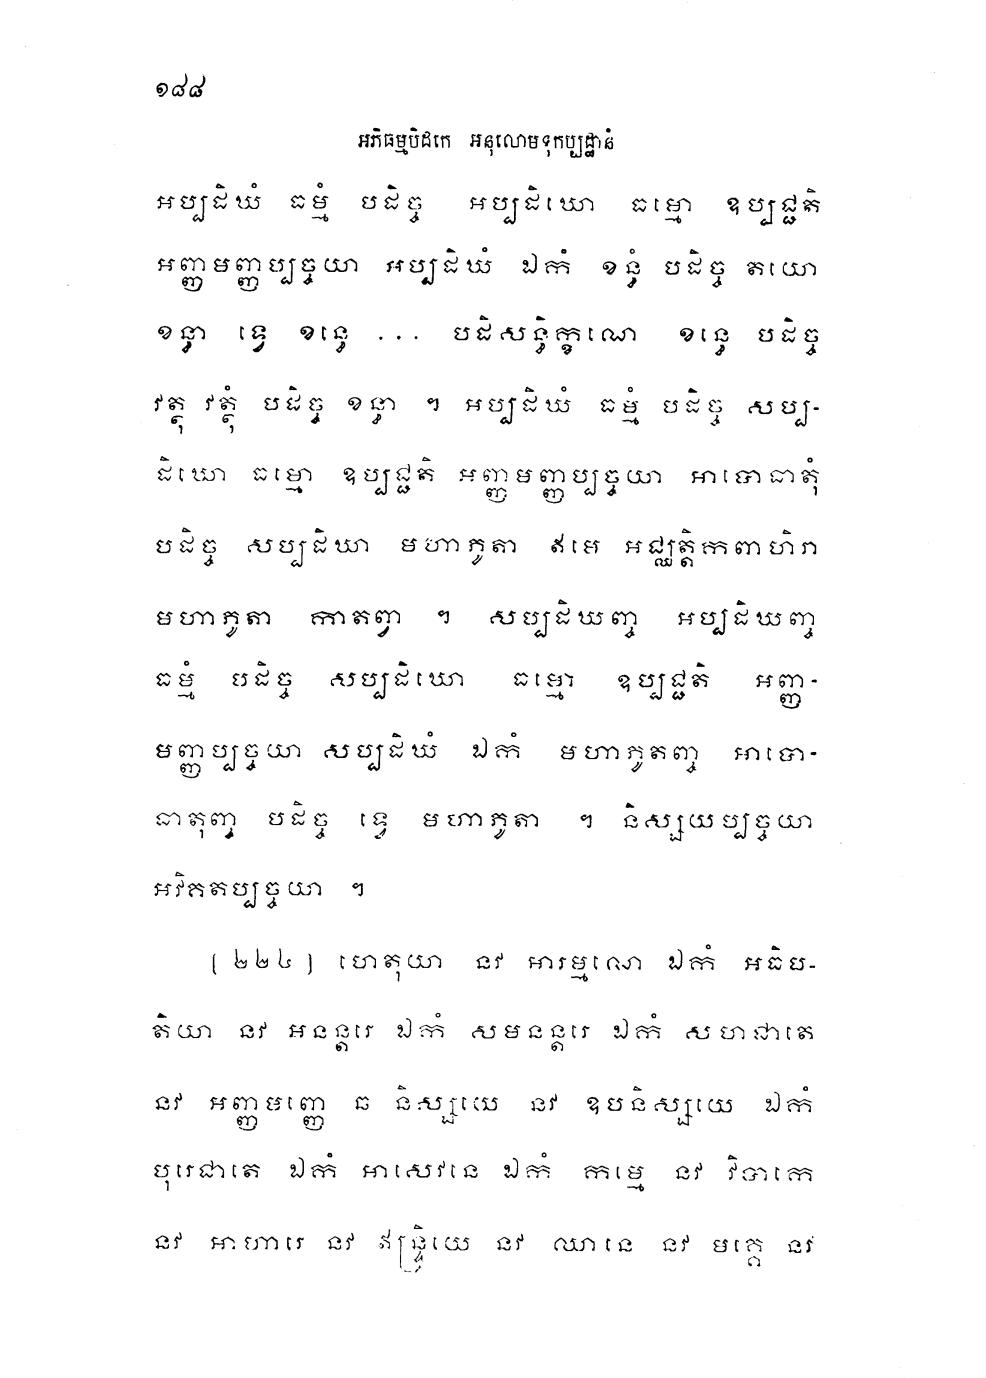 ១៨៨
អភិធម្មបិដកេ អនុលោមទុកប្បដ្ឋានំ
អប្បដិឃំ ធម្មំ បដិច្ច អប្បដិឃោ ធម្មោ ឧប្បជ្ជតិ
អញ្ញមញ្ញប្បច្ចយា អប្បដិឃំ ឯកំ ខន្ធំ បដិច្ច តយោ
ខន្ធា ទ្វេ ខន្ធេ ... បដិសន្ធិក្ខណេ ខន្ធេ បដិច្ច
វត្ថុ វត្ថុំ បដិច្ច ខន្ធា ។ អប្បដិឃំ ធម្មំ បដិច្ច សប្ប-
ដិឃោ ធម្មោ ឧប្បជ្ជតិ អញ្ញមញ្ញប្បច្ចយា អាបោធាតុំ
បដិច្ច សប្បដិឃា មហាភូតា ឥមេ អជ្ឈត្តិកពាហិរា
មហាភូតា កាតព្វា ។ សប្បដិឃញ្ច អប្បដិឃញ្ច
ធម្មំ បដិច្ច សប្បដិឃោ ធម្មោ ឧប្បជ្ជតិ អញ្ញ-
មញ្ញប្បច្ចយា សប្បដិឃំ ឯកំ មហាភូតញ្ច អាបោ-
ធាតុញ្ច បដិច្ច ទ្វេ មហាភូតា ។ និស្សយប្បច្ចយា
អវិគតប្បច្ចយា ។
[ ២២៤ ] ហេតុយា នវ អារម្មណេ ឯកំ អធិប-
តិយា នវ អនន្តរេ ឯកំ សមនន្តរេ ឯកំ សហជាតេ
នវ អញ្ញមញ្ញេ ឆ និស្សយេ នវ ឧបនិស្សយេ ឯកំ
បុរេជាតេ ឯកំ អាសេវនេ ឯកំ កម្មេ នវ វិបាកេ
នវ អាហារេ នវ ឥន្ទ្រិយេ នវ ឈានេ នវ មគ្គេ នវ